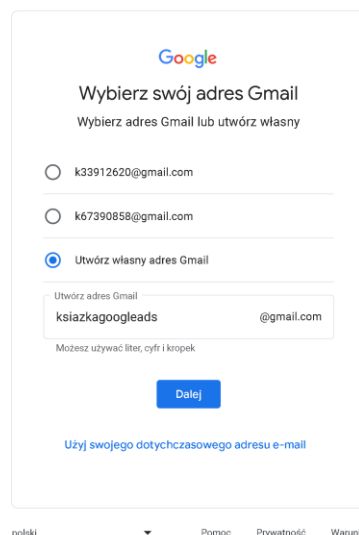 Google
Wybierz swój adres Gmail
Wybierz adres Gmail lub utwórz własny
k33912620@gmail.com
k67390858@gmail.com
Utwórz własny adres Gmail
Utwórz adres Gmail
ksiazkagoogleads @gmail.com
Możesz używać liter, cyfr i kropek
Dalej
Użyj swojego dotychczasowego adresu e-mail
polski Pomoc Prywatność Warun